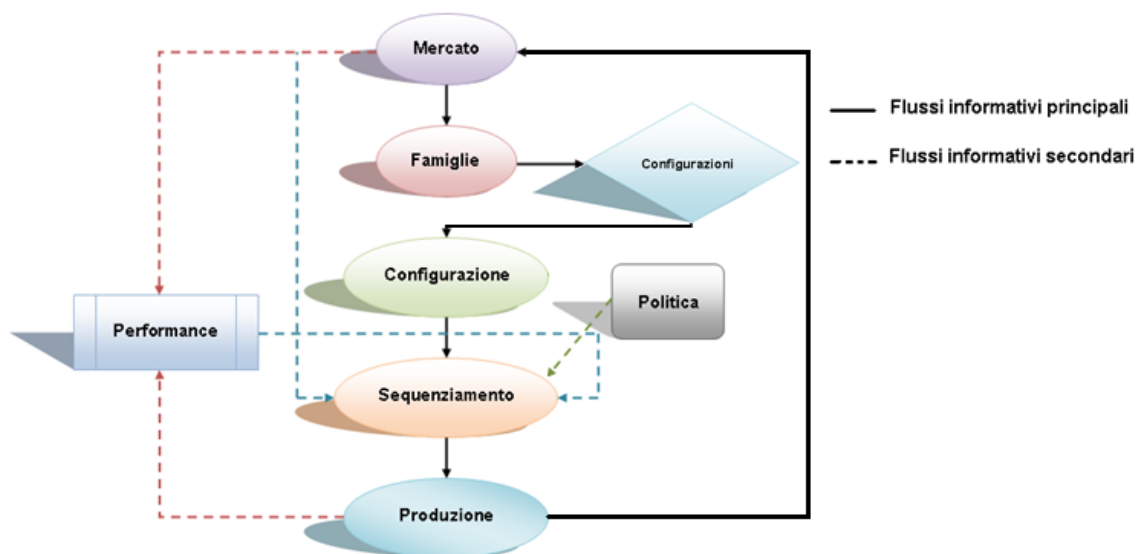 Mercato
Flussi informativi principali
Famiglie
Configurazioni
Flussi informativi secondari
Configurazione
Politica
Performance
Sequenziamento
Produzione